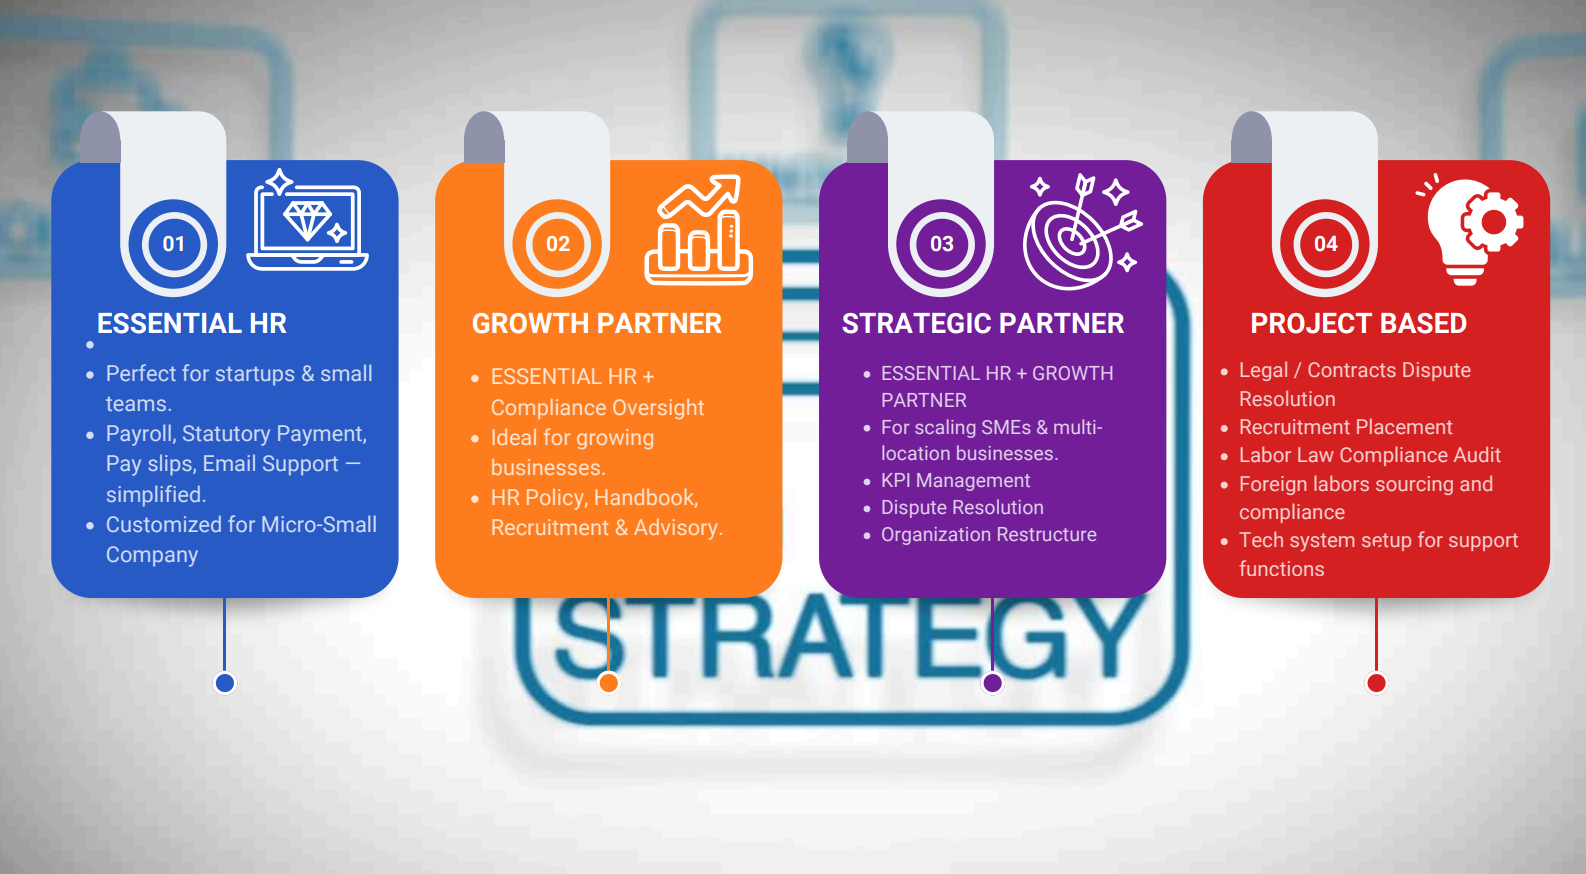 01
ESSENTIAL HR
Perfect for startups & small
teams.
Payroll, Statutory Payment,
Pay slips, Email Support —
simplified.
Customized for Micro-Small
Company
02
GROWTH PARTNER
ESSENTIAL HR +
Compliance Oversight
Ideal for growing
businesses.
HR Policy, Handbook,
Recruitment & Advisory.
03
STRATEGIC PARTNER
ESSENTIAL HR + GROWTH
PARTNER
For scaling SMEs & multi-
location businesses.
KPI Management
Dispute Resolution
Organization Restructure
04
PROJECT BASED
Legal / Contracts Dispute
Resolution
Recruitment Placement
Labor Law Compliance Audit
Foreign labors sourcing and
compliance
Tech system setup for support
functions
STRATEGY